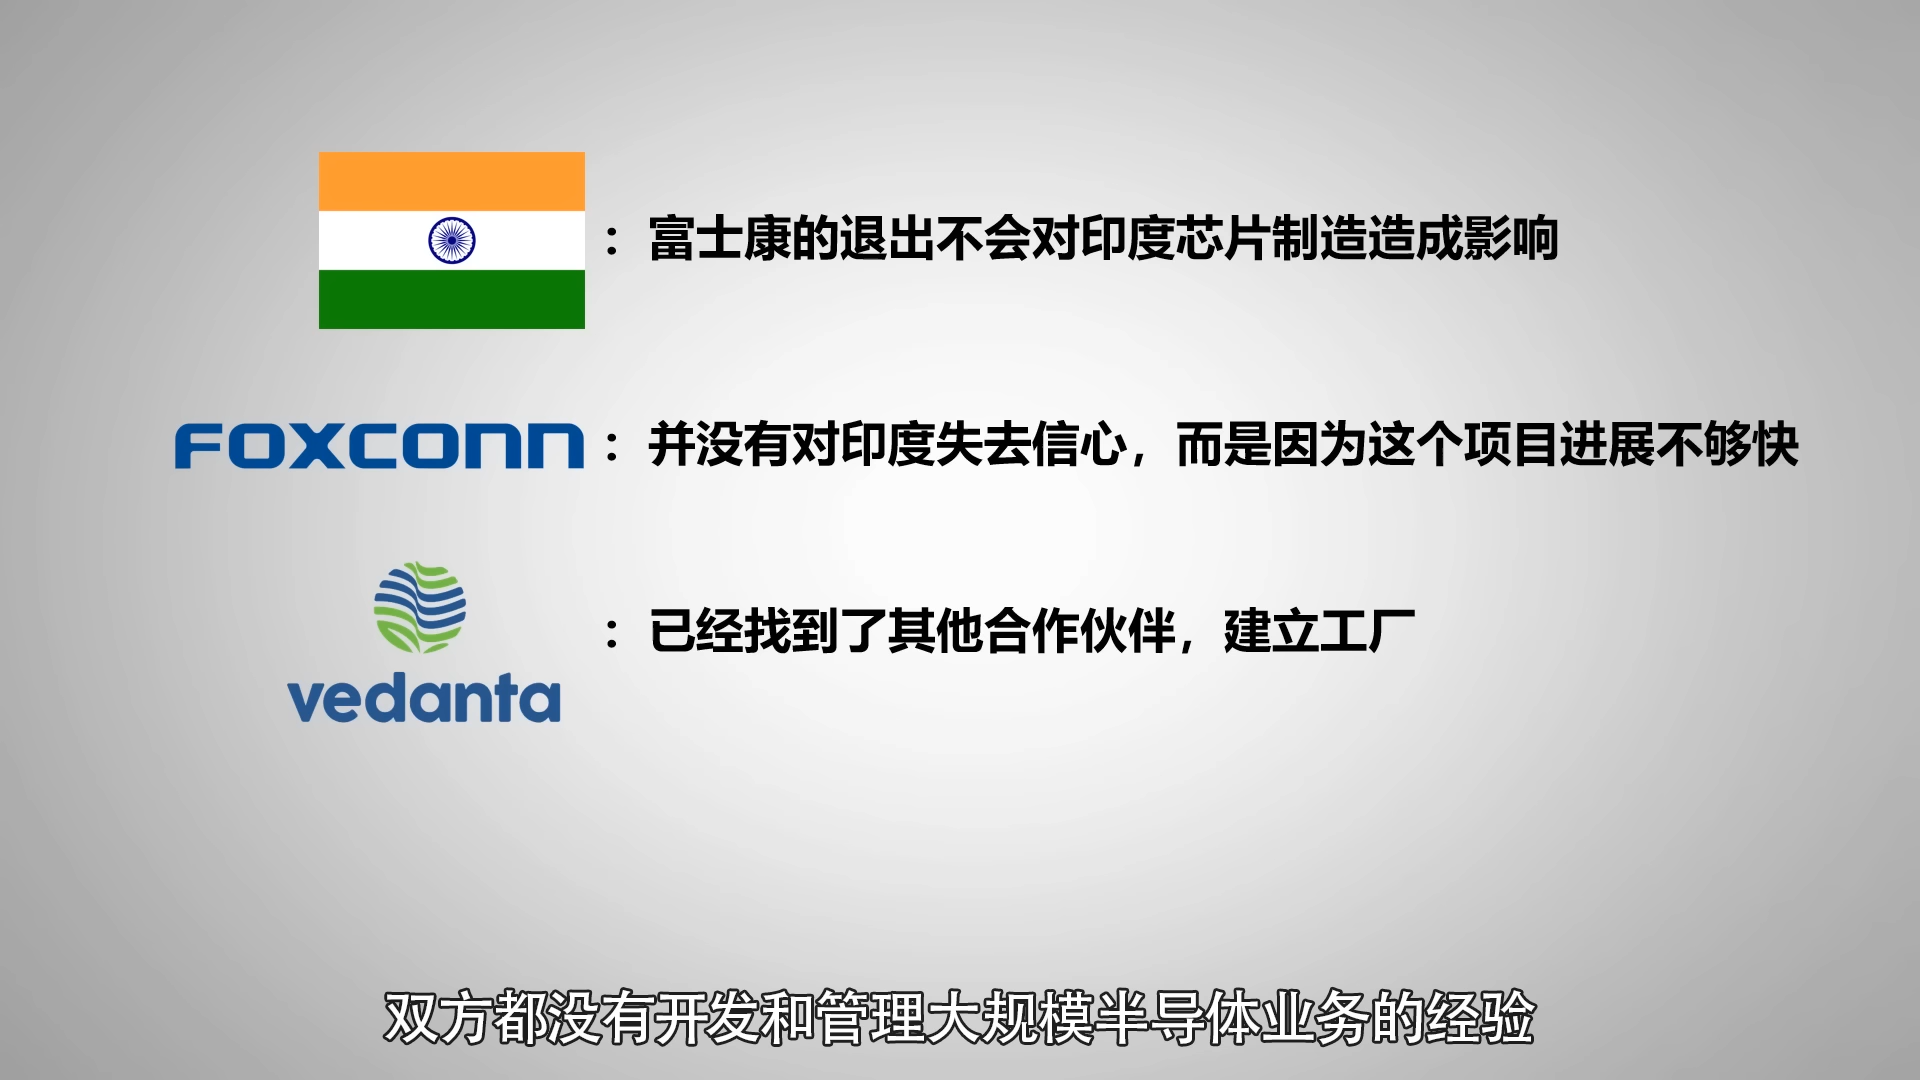 ：富士康的退出不会对印度芯片制造造成影响
FOXCONN：并没有对印度失去信心，而是因为这个项目进展不够快
：已经找到了其他合作伙伴，建立工厂
vedanta
双方都没有开发和管理大规模半导体业务的经验